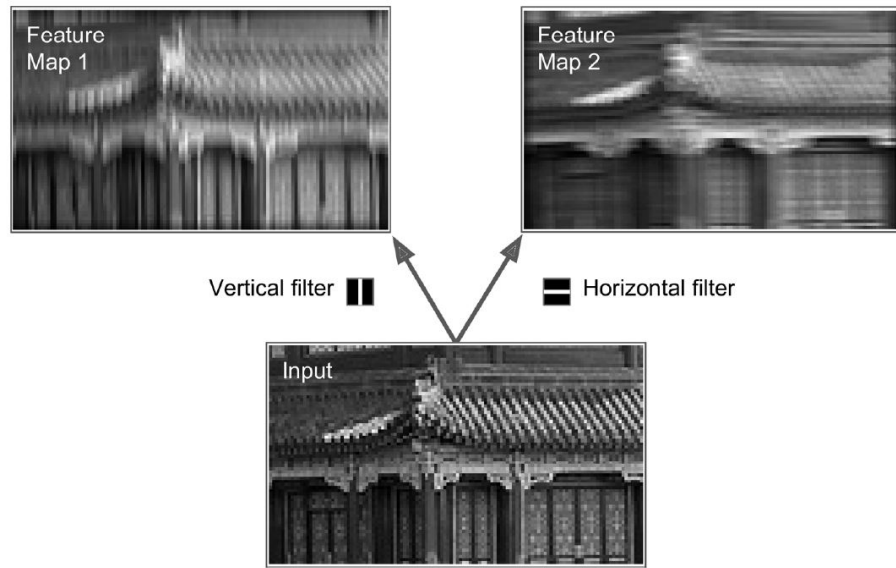 Feature
Map 1
Feature
Map 2
Vertical filter
Horizontal filter
Input